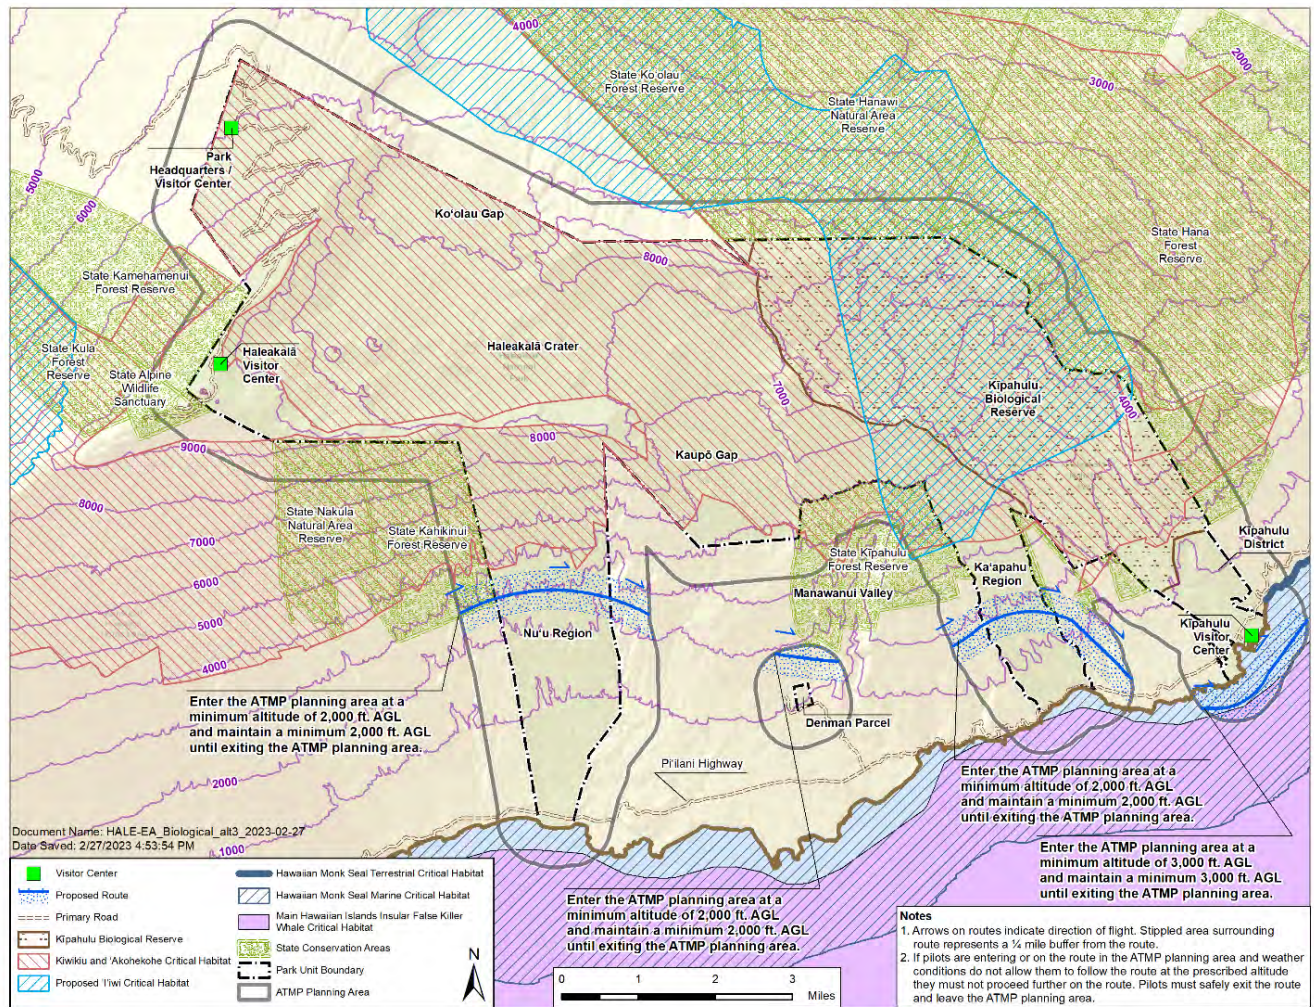 4000
2000
3000
State Ko'olau
Forest Reserve
State Hanawi
Natural Area
Reserve
Park
Headquarters /
Visitor Center
5000
6000
Ko'olau Gap
8000
State Hana
Forest
Reserve
State Kamehamenui
Forest Reserve
State Kula
Forest
Reserve
State Alpine
Wildlife
Sanctuary
Haleakalā
Visitor
Center
Haleakalā Crater
7000
Kīpahulu
Biological
Reserve
4000
9000
8000
Kaupō Gap
8000
7000
6000
5000
4000
State Nakula
Natural Area
Reserve
State Kahikinui
Forest Reserve
State Kīpahulu
Forest Reserve
Manawanui Valley
Ka'apahu
Region
Kīpahulu
District
Nu'u Region
Kīpahulu
Visitor
Center
Denman Parcel
Enter the ATMP planning area at a
minimum altitude of 2,000 ft. AGL
and maintain a minimum 2,000 ft. AGL
until exiting the ATMP planning area.
Pi'ilani Highway
2000
1000
Enter the ATMP planning area at a
minimum altitude of 2,000 ft. AGL
and maintain a minimum 2,000 ft. AGL
until exiting the ATMP planning area.
Enter the ATMP planning area at a
minimum altitude of 3,000 ft. AGL
and maintain a minimum 3,000 ft. AGL
until exiting the ATMP planning area.
Enter the ATMP planning area at a
minimum altitude of 2,000 ft. AGL
and maintain a minimum 2,000 ft. AGL
until exiting the ATMP planning area.
Document Name: HALE-EA_Biological_alt3_2023-02-27
Date Saved: 2/27/2023 4:53:54 PM
Visitor Center
Proposed Route
Primary Road
Kīpahulu Biological Reserve
Kiwikiu and 'Akohekohe Critical Habitat
Proposed 'I'iwi Critical Habitat
Hawaiian Monk Seal Terrestrial Critical Habitat
Hawaiian Monk Seal Marine Critical Habitat
Main Hawaiian Islands Insular False Killer
Whale Critical Habitat
State Conservation Areas
Park Unit Boundary
ATMP Planning Area
N
0 1 2 3
Miles
Notes
1. Arrows on routes indicate direction of flight. Stippled area surrounding
route represents a ¼ mile buffer from the route.
2. If pilots are entering or on the route in the ATMP planning area and weather
conditions do not allow them to follow the route at the prescribed altitude
they must not proceed further on the route. Pilots must safely exit the route
and leave the ATMP planning area.